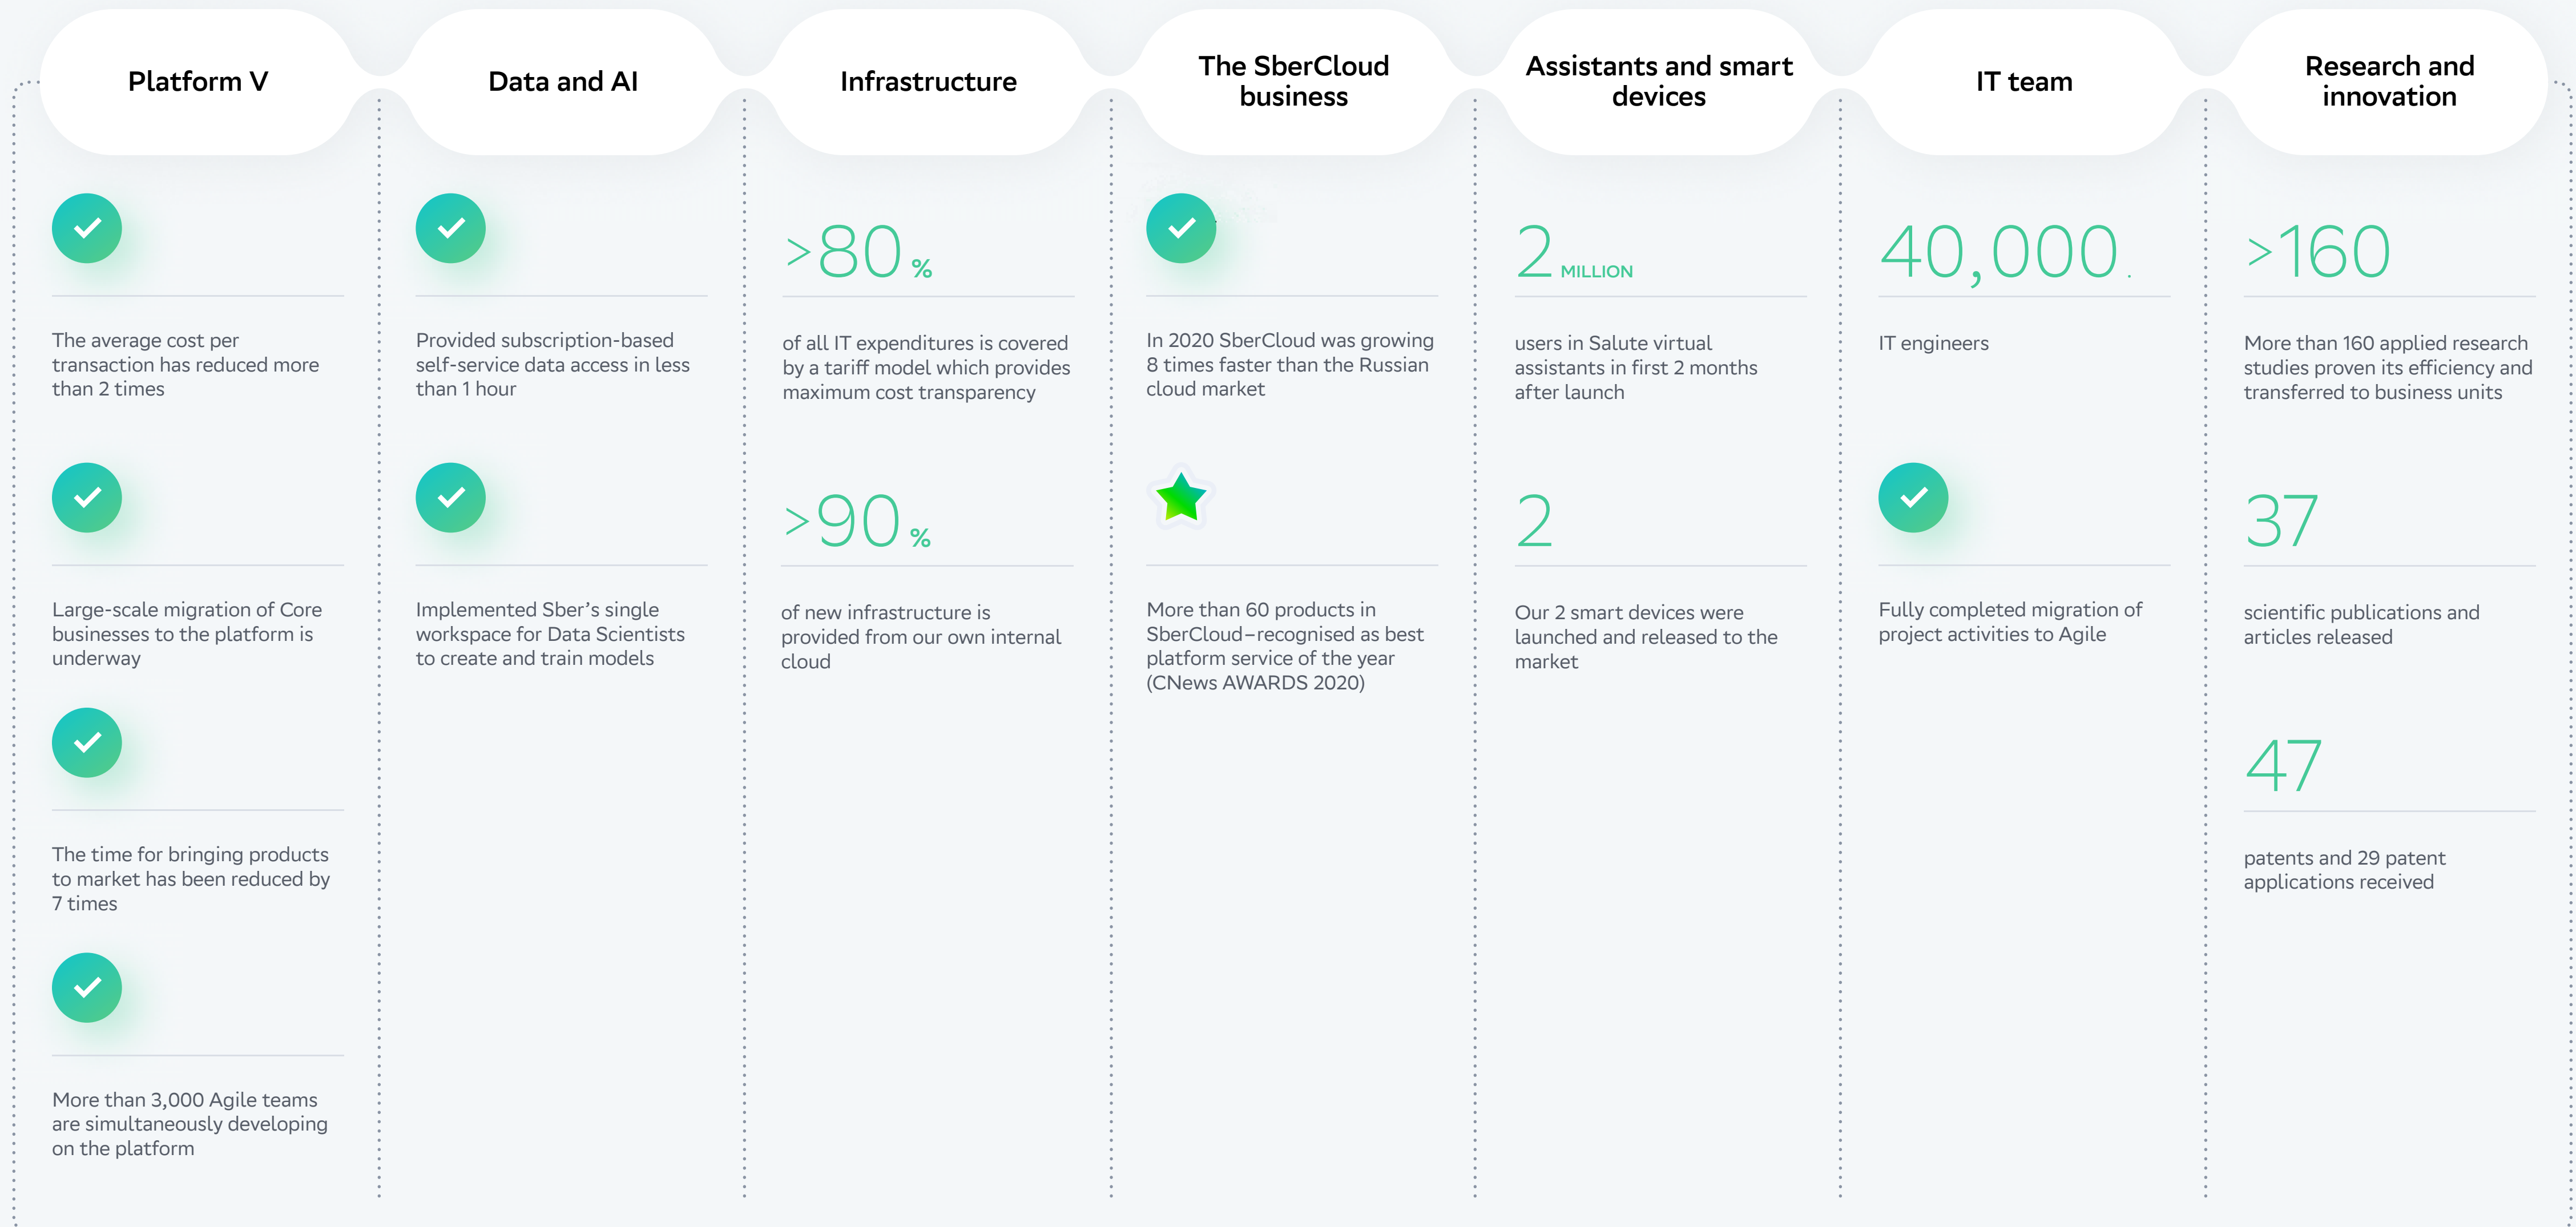 Platform V
The average cost per
transaction has reduced more
than 2 times
Large-scale migration of Core
businesses to the platform is
underway
The time for bringing products
to market has been reduced by
7 times
More than 3,000 Agile teams
are simultaneously developing
on the platform
Data and AI
Provided subscription-based
self-service data access in less
than 1 hour
Implemented Sber’s single
workspace for Data Scientists
to create and train models
Infrastructure
>80 %
of all IT expenditures is covered
by a tariff model which provides
maximum cost transparency
>90 %
of new infrastructure is
provided from our own internal
cloud
The SberCloud
business
In 2020 SberCloud was growing
8 times faster than the Russian
cloud market
More than 60 products in
SberCloud–recognised as best
platform service of the year
(CNews AWARDS 2020)
Assistants and smart
devices
2 MILLION
users in Salute virtual
assistants in first 2 months
after launch
2
Our 2 smart devices were
launched and released to the
market
IT team
40,000 .
IT engineers
Fully completed migration of
project activities to Agile
Research and
innovation
>160
More than 160 applied research
studies proven its efficiency and
transferred to business units
37
scientific publications and
articles released
47
patents and 29 patent
applications received